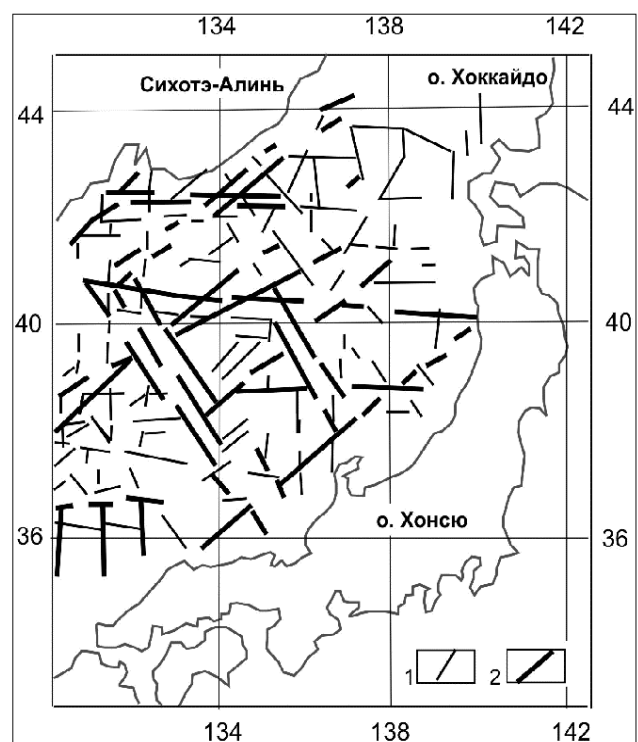 134 138 142
Сихотэ-Алинь
о. Хоккайдо
44 44
40 40
о. Хонсю
36 36
1 2
134 138 142